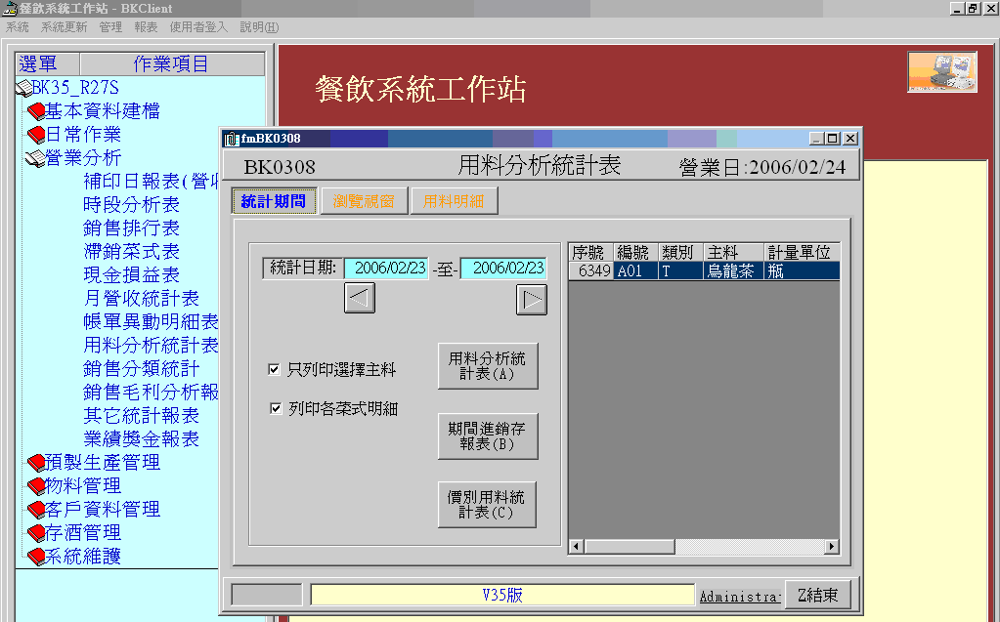 餐飲系統工作站 - BKClient
系統 系統更新 管理 報表 使用者登入 說明(H)
選單 作業項目
餐飲系統工作站
BK35_R27S
基本資料建檔
日常作業
營業分析
補印日報表(營收
時段分析表
銷售排行表
滯銷菜式表
現金損益表
月營收統計表
帳單異動明細表
用料分析統計表
銷售分類統計
銷售毛利分析報
其它統計報表
業績獎金報表
預製生產管理
物料管理
客戶資料管理
存酒管理
系統維護
fmBK0308
BK0308 用料分析統計表 營業日:2006/02/24
統計期間 瀏覽視窗 用料明細
統計日期: 2006/02/23 -至- 2006/02/23
只列印選擇主料
列印各菜式明細
用料分析統
計表(A)
期間進銷存
報表(B)
價別用料統
計表(C)
序號 編號 類別 主料 計量單位
6349 A01 T 烏龍茶 瓶
V35版 Administra Z結束